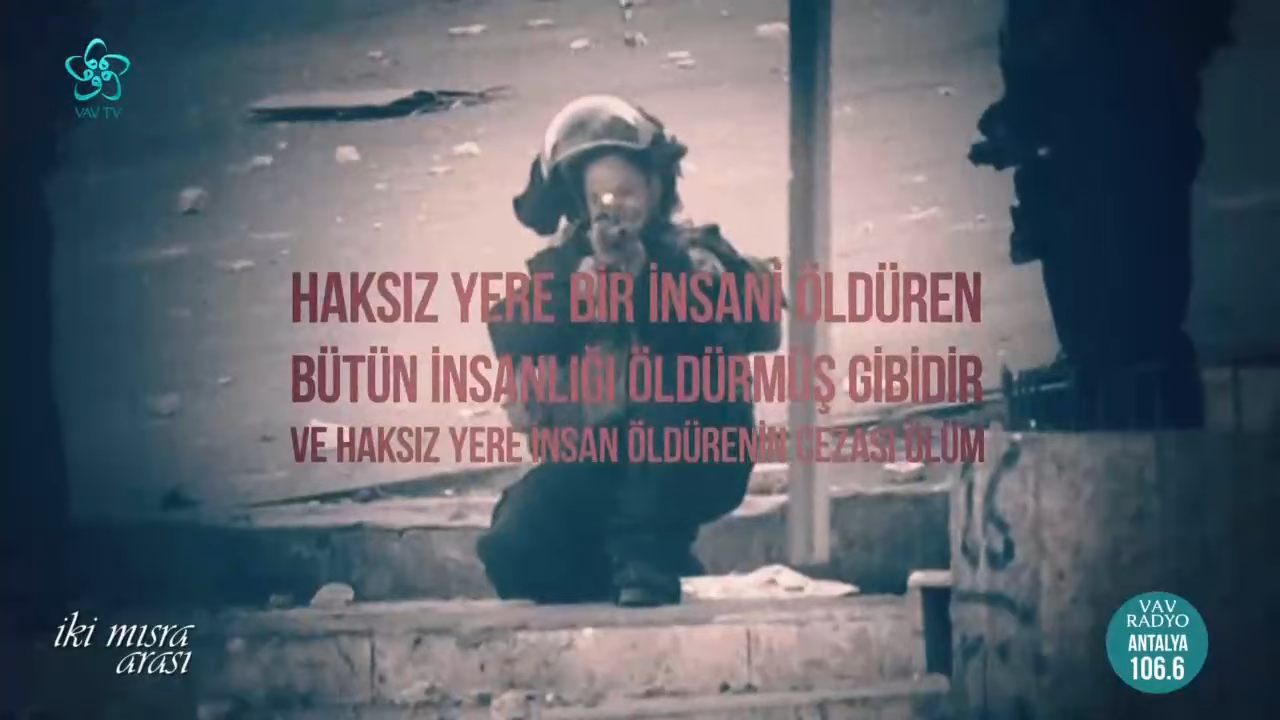 VAV TV
HAKSIZ YERE BİR İNSANİ ÖLDÜREN
BÜTÜN İNSANLIĞI ÖLDÜRMÜŞ GİBİDİR
VE HAKSIZ YERE İNSAN ÖLDÜRENİN CEZASI ÖLÜM
iki mısra
arası
VAV
RADYO
ANTALYA
106.6